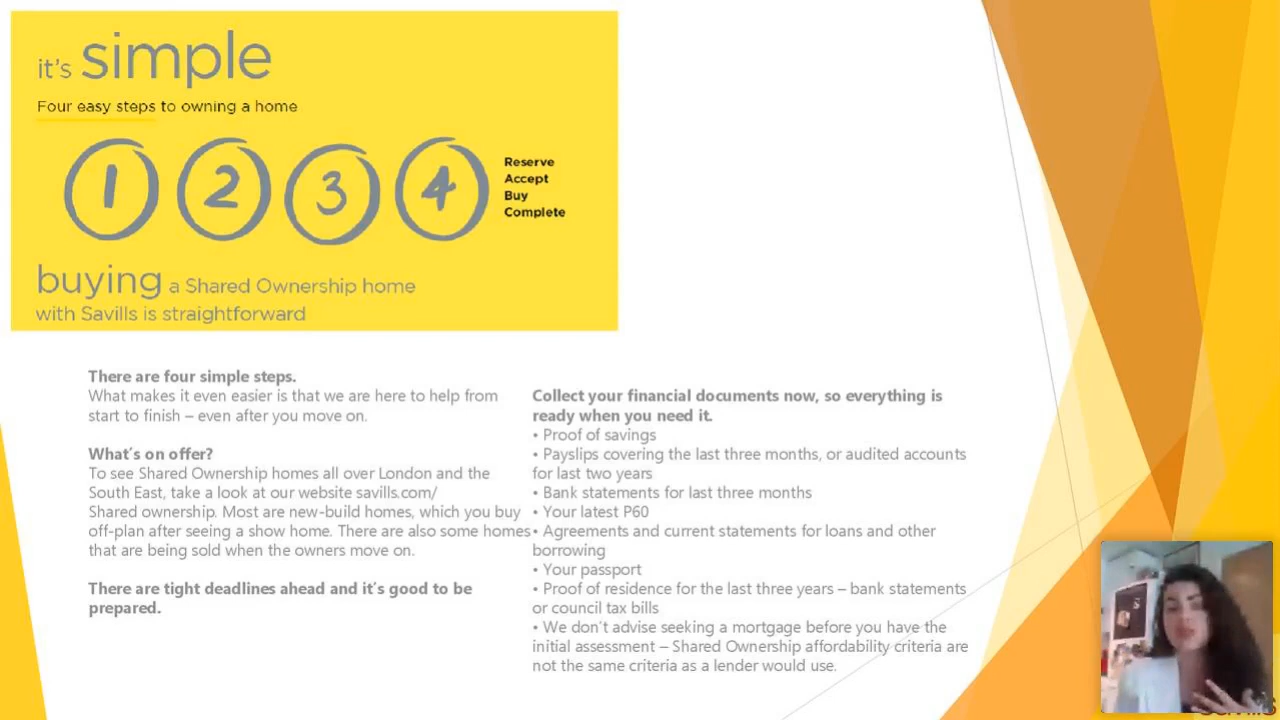 it's simple
Four easy steps to owning a home
1 2 3 4
Reserve
Accept
Buy
Complete
buying a Shared Ownership home
with Savills is straightforward
There are four simple steps.
What makes it even easier is that we are here to help from
start to finish – even after you move on.
What's on offer?
To see Shared Ownership homes all over London and the
South East, take a look at our website savills.com/
Shared ownership. Most are new-build homes, which you buy
off-plan after seeing a show home. There are also some homes
that are being sold when the owners move on.
There are tight deadlines ahead and it's good to be
prepared.
Collect your financial documents now, so everything is
ready when you need it.
• Proof of savings
• Payslips covering the last three months, or audited accounts
for last two years
• Bank statements for last three months
• Your latest P60
• Agreements and current statements for loans and other
borrowing
• Your passport
• Proof of residence for the last three years – bank statements
or council tax bills
• We don't advise seeking a mortgage before you have the
initial assessment – Shared Ownership affordability criteria are
not the same criteria as a lender would use.